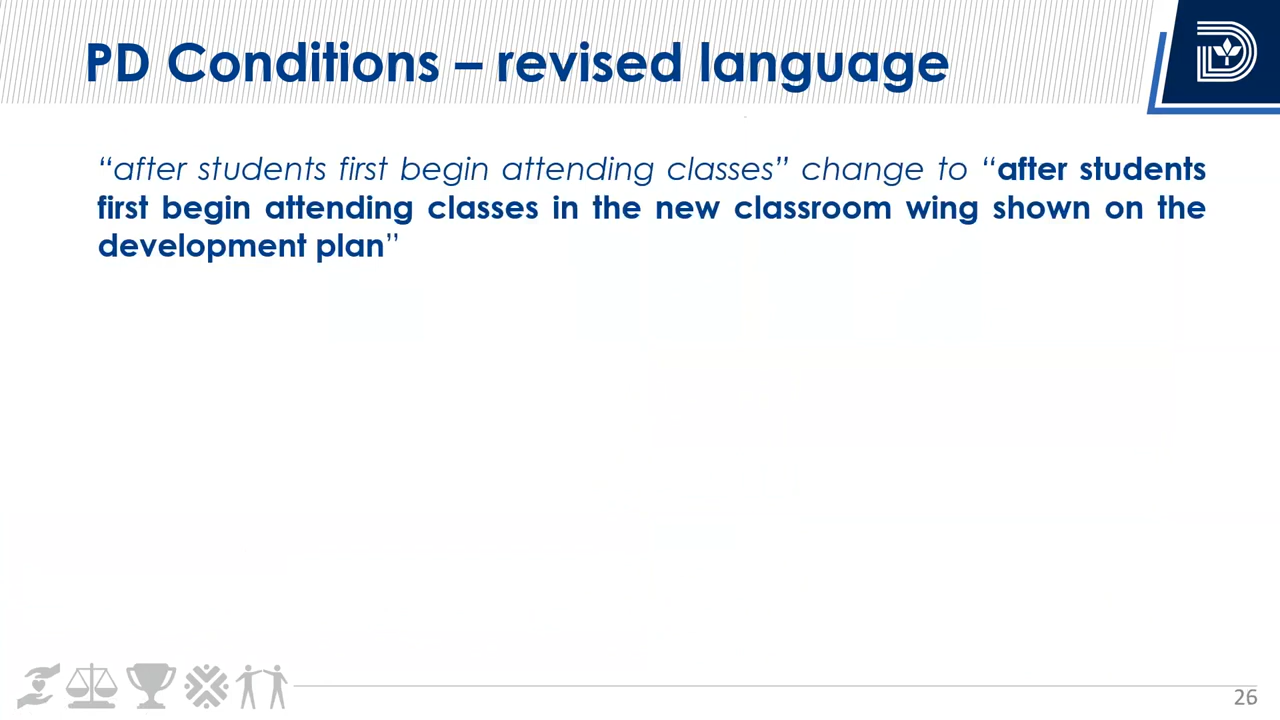 PD Conditions – revised language
“after students first begin attending classes” change to “after students
first begin attending classes in the new classroom wing shown on the
development plan”
26